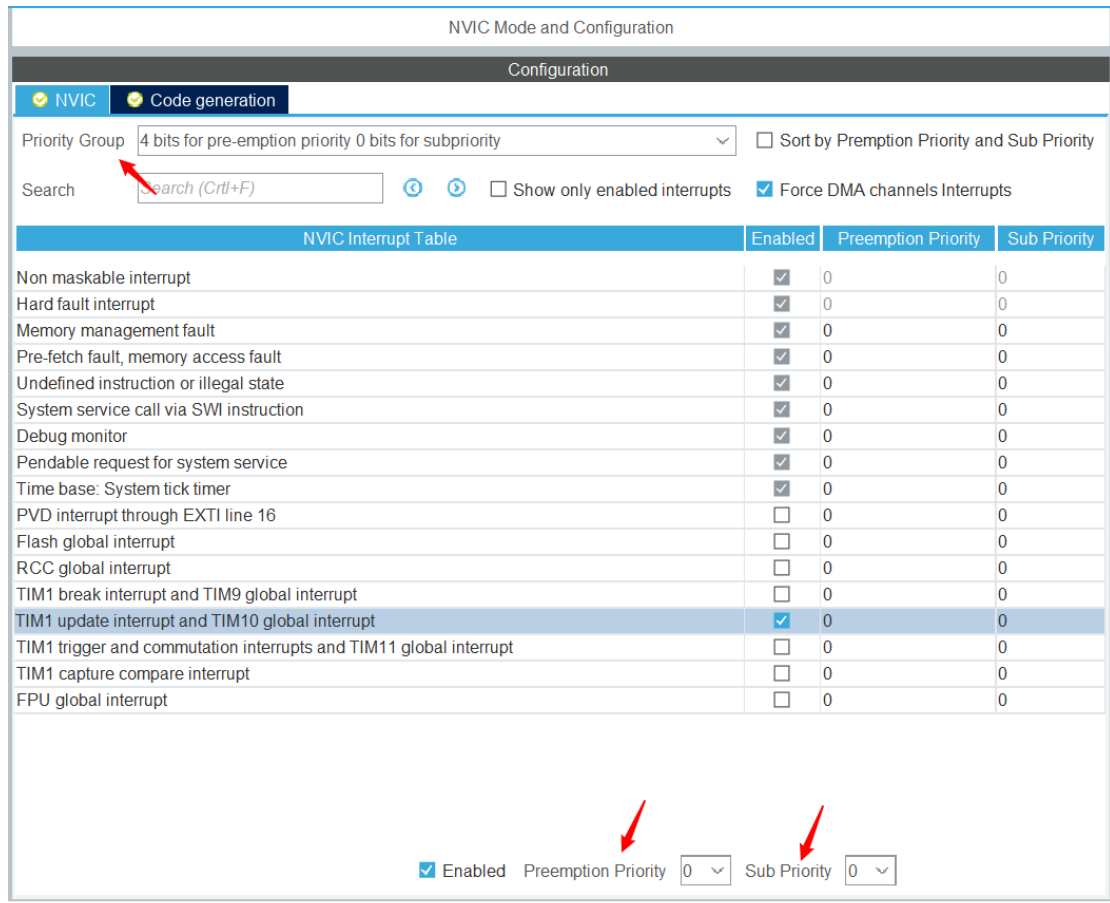 NVIC Mode and Configuration
Configuration
NVIC Code generation
Priority Group 4 bits for pre-emption priority 0 bits for subpriority Sort by Premption Priority and Sub Priority
Search Search (Crtl+F) Show only enabled interrupts Force DMA channels Interrupts
NVIC Interrupt Table Enabled Preemption Priority Sub Priority
Non maskable interrupt 0 0
Hard fault interrupt 0 0
Memory management fault 0 0
Pre-fetch fault, memory access fault 0 0
Undefined instruction or illegal state 0 0
System service call via SWI instruction 0 0
Debug monitor 0 0
Pendable request for system service 0 0
Time base: System tick timer 0 0
PVD interrupt through EXTI line 16 0 0
Flash global interrupt 0 0
RCC global interrupt 0 0
TIM1 break interrupt and TIM9 global interrupt 0 0
TIM1 update interrupt and TIM10 global interrupt 0 0
TIM1 trigger and commutation interrupts and TIM11 global interrupt 0 0
TIM1 capture compare interrupt 0 0
FPU global interrupt 0 0
Enabled Preemption Priority 0 Sub Priority 0